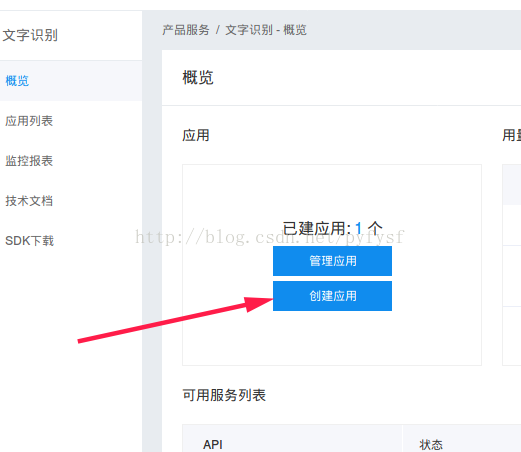 文字识别
概览
应用列表
监控报表
技术文档
SDK下载
产品服务 / 文字识别 - 概览
概览
应用
用量
已建应用: 1 个
http://blog.csdn.net/pyfysf
管理应用
创建应用
可用服务列表
API
状态